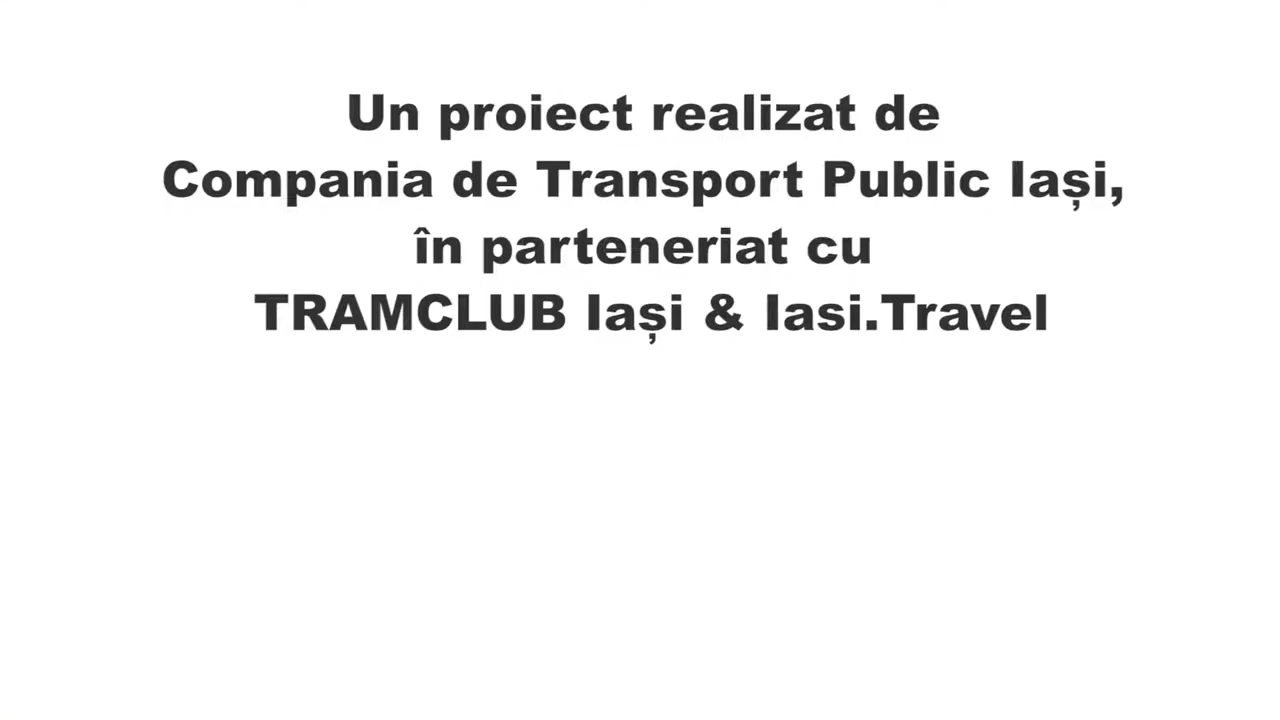 Un proiect realizat de
Compania de Transport Public Iași,
în parteneriat cu
TRAMCLUB Iași & Iasi.Travel